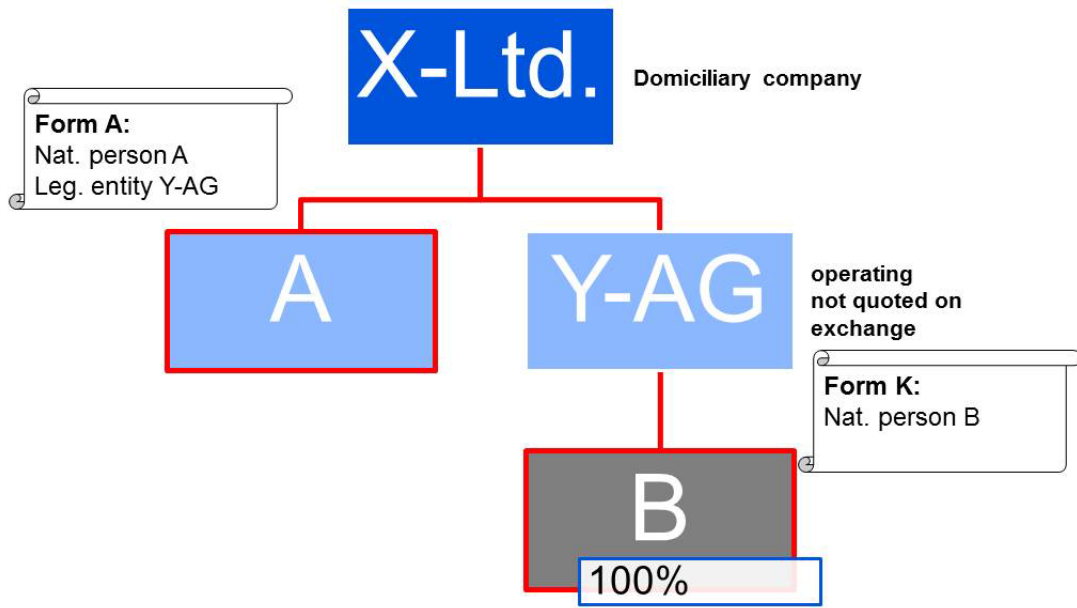 X-Ltd.
Domiciliary company
Form A:
Nat. person A
Leg. entity Y-AG
A
Y-AG
operating
not quoted on
exchange
Form K:
Nat. person B
B
100%